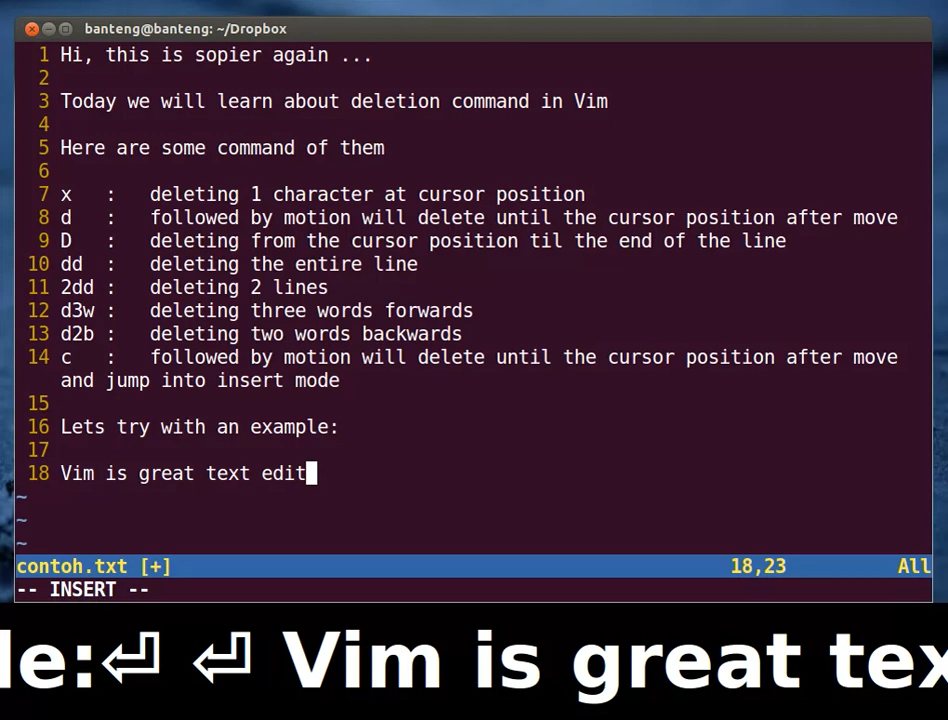 banteng@banteng: ~/Dropbox
1 Hi, this is sopier again ...
2
3 Today we will learn about deletion command in Vim
4
5 Here are some command of them
6
7 x   :   deleting 1 character at cursor position
8 d   :   followed by motion will delete until the cursor position after move
9 D   :   deleting from the cursor position til the end of the line
10 dd  :   deleting the entire line
11 2dd :   deleting 2 lines
12 d3w :   deleting three words forwards
13 d2b :   deleting two words backwards
14 c   :   followed by motion will delete until the cursor position after move
and jump into insert mode
15
16 Lets try with an example:
17
18 Vim is great text edit
~
~
~
contoh.txt [+] 18,23 All
-- INSERT --
le:⏎ ⏎ Vim is great tex